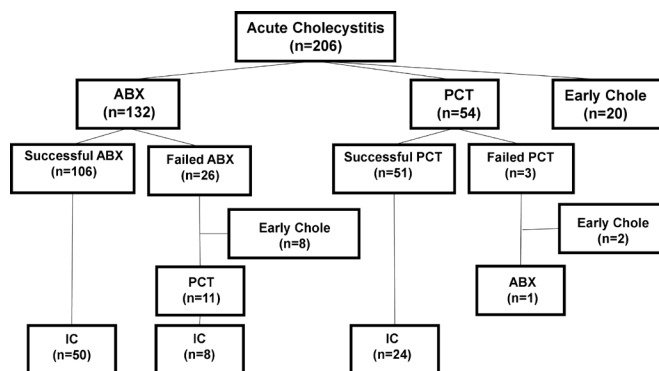 Acute Cholecystitis
(n=206)
ABX
(n=132)
PCT
(n=54)
Early Chole
(n=20)
Successful ABX
(n=106)
Failed ABX
(n=26)
Successful PCT
(n=51)
Failed PCT
(n=3)
Early Chole
(n=8)
Early Chole
(n=2)
PCT
(n=11)
ABX
(n=1)
IC
(n=50)
IC
(n=8)
IC
(n=24)